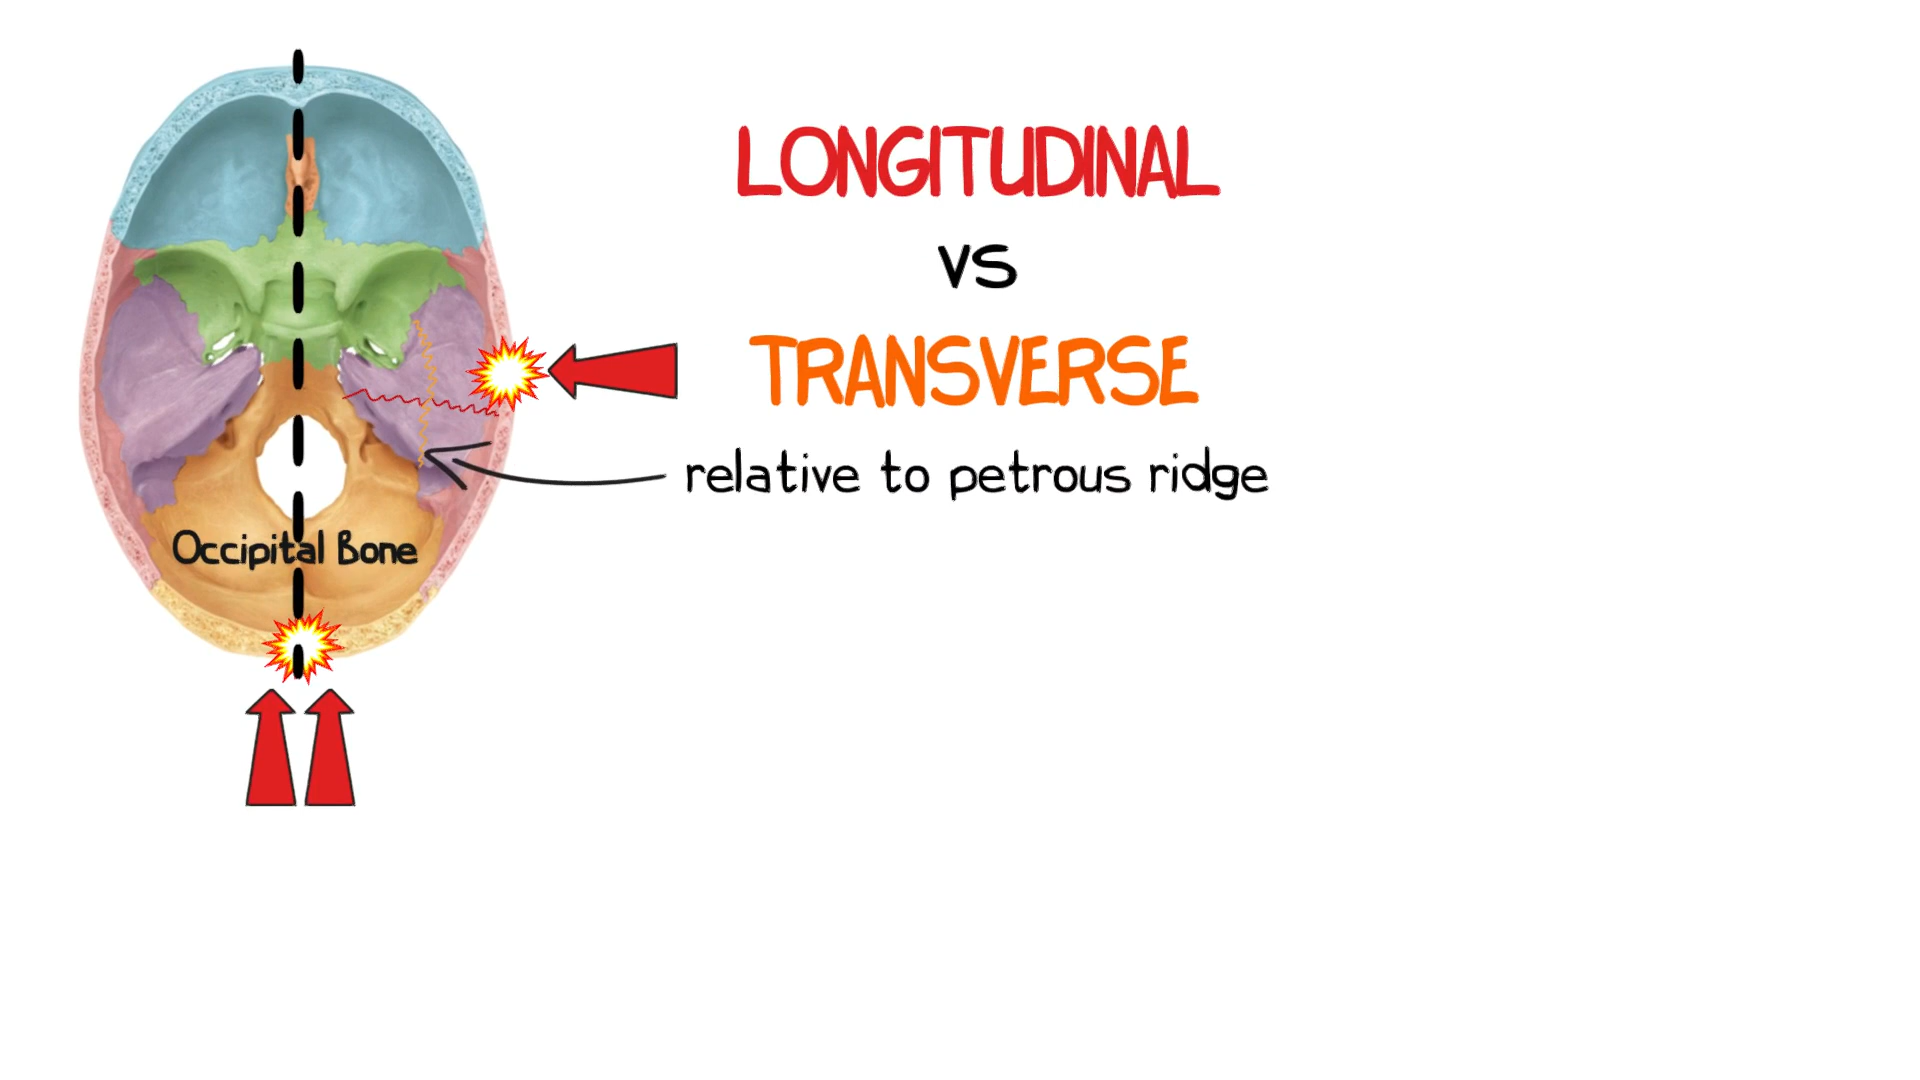 LONGITUDINAL
vs
TRANSVERSE
relative to petrous ridge
Occipital Bone